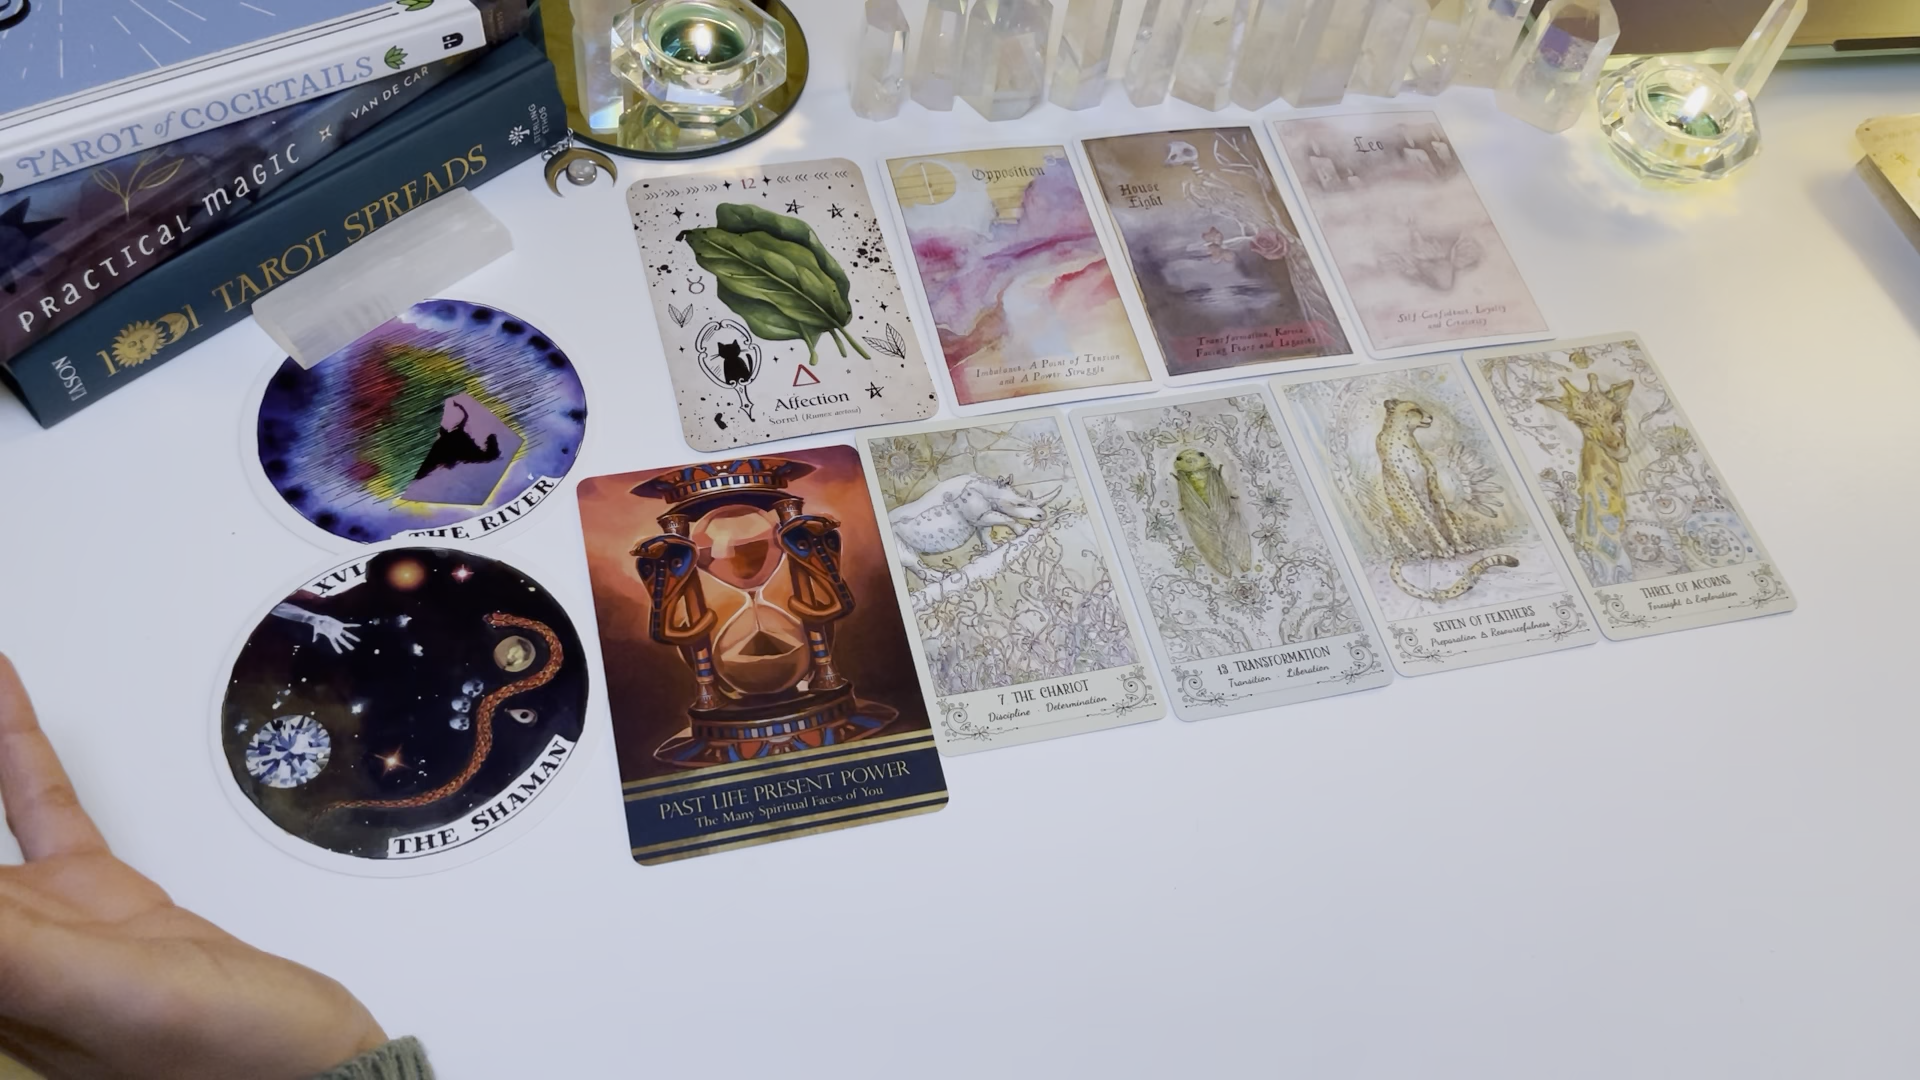 TAROT of COCKTAILS
PRACTICAL MAGIC
VAN DE CAR
EASON
1001 TAROT SPREADS
STERLING
ETHOS
THE RIVER
XVI
THE SHAMAN
12
Affection
Sorrel (Rumex acetosa)
Opposition
Imbalance, A Point of Tension
and A Power Struggle
House
Eight
Transformation, Karma,
Facing Fears and Legacies
Leo
Self-Confident, Loyalty
and Creativity
PAST LIFE PRESENT POWER
The Many Spiritual Faces of You
7 THE CHARIOT
Discipline · Determination
13 TRANSFORMATION
Transition · Liberation
SEVEN OF FEATHERS
Preparation △ Resourcefulness
THREE OF ACORNS
Foresight △ Exploration